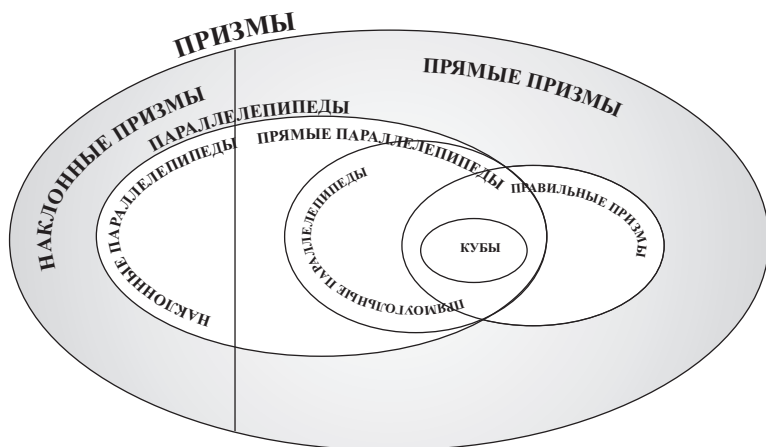 ПРИЗМЫ
ПРЯМЫЕ ПРИЗМЫ
НАКЛОННЫЕ ПРИЗМЫ
ПАРАЛЛЕЛЕПИПЕДЫ
НАКЛОННЫЕ ПАРАЛЛЕЛЕПИПЕДЫ
ПРЯМЫЕ ПАРАЛЛЕЛЕПИПЕДЫ
ПРЯМОУГОЛЬНЫЕ ПАРАЛЛЕЛЕПИПЕДЫ
ПРАВИЛЬНЫЕ ПРИЗМЫ
КУБЫ